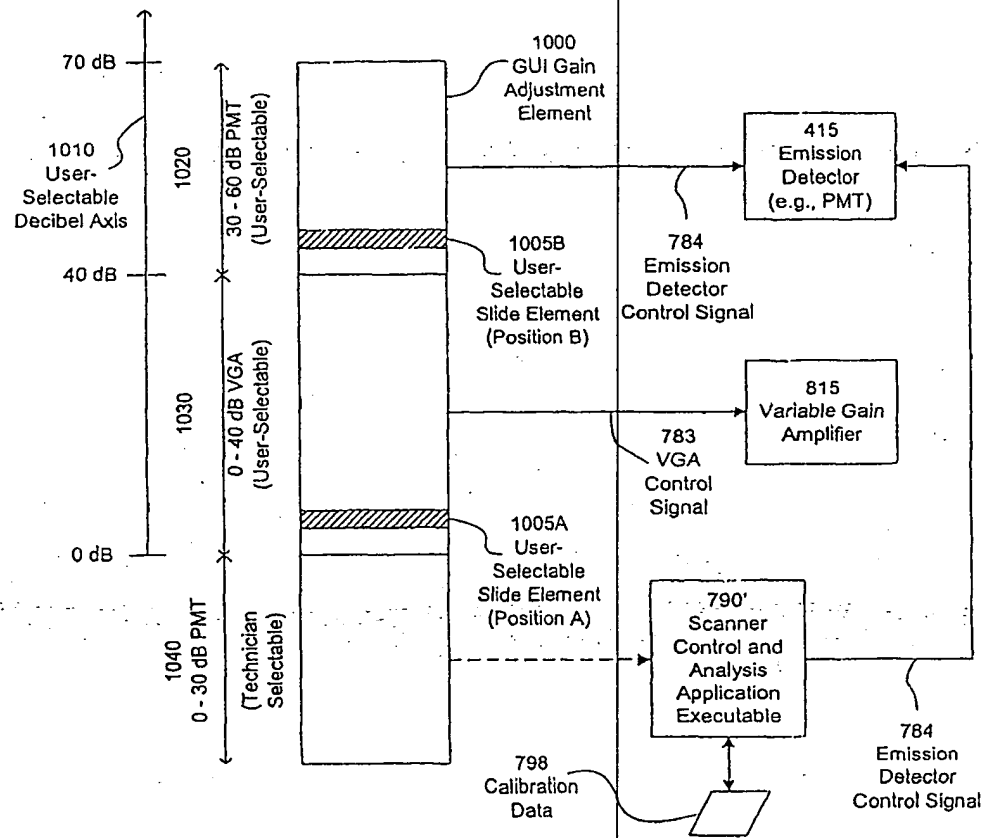 70 dB
1010
User-
Selectable
Decibel Axis
40 dB
0 dB
1020
30 - 60 dB PMT
(User-Selectable)
1030
0 - 40 dB VGA
(User-Selectable)
1040
0 - 30 dB PMT
(Technician
Selectable)
1000
GUI Gain
Adjustment
Element
1005B
User-
Selectable
Slide Element
(Position B)
1005A
User-
Selectable
Slide Element
(Position A)
415
Emission
Detector
(e.g., PMT)
784
Emission
Detector
Control Signal
815
Variable Gain
Amplifier
783
VGA
Control
Signal
790'
Scanner
Control and
Analysis
Application
Executable
784
Emission
Detector
Control Signal
798
Calibration
Data